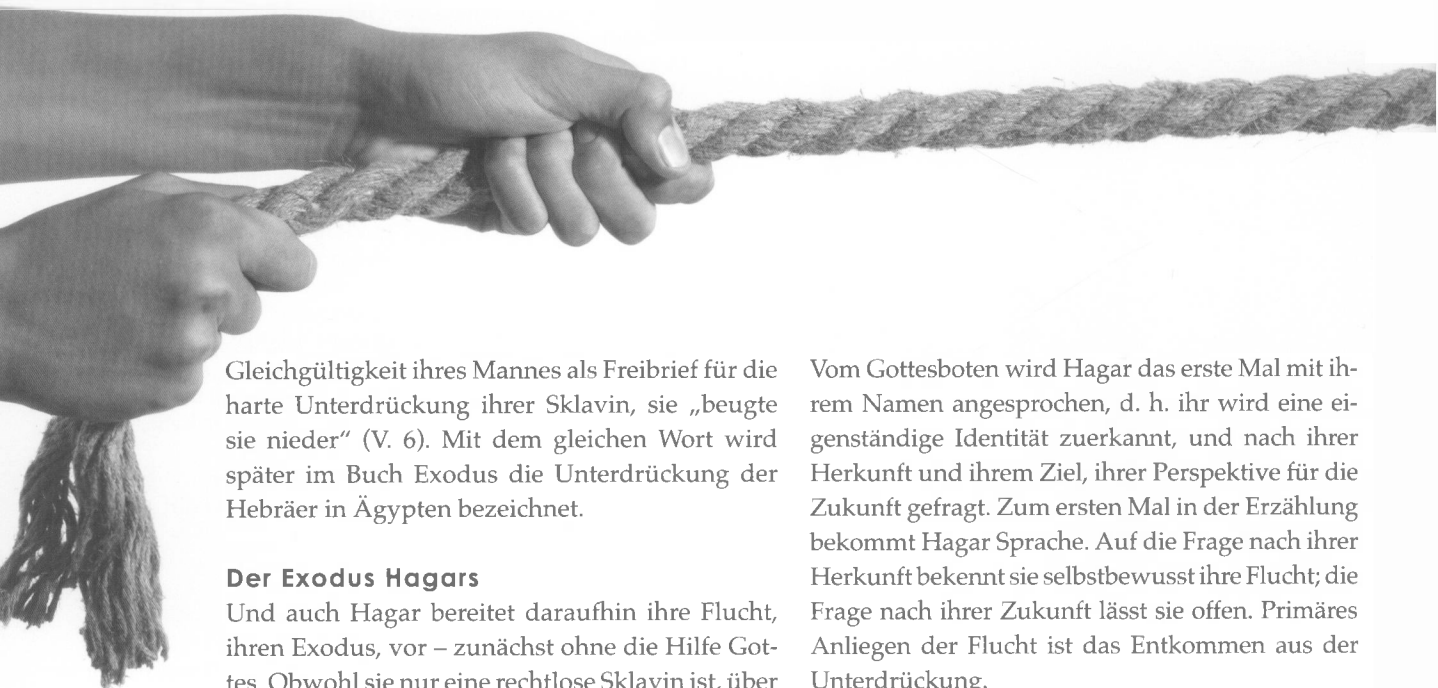 Gleichgültigkeit ihres Mannes als Freibrief für die
harte Unterdrückung ihrer Sklavin, sie „beugte
sie nieder“ (V. 6). Mit dem gleichen Wort wird
später im Buch Exodus die Unterdrückung der
Hebräer in Ägypten bezeichnet.
Der Exodus Hagars
Und auch Hagar bereitet daraufhin ihre Flucht,
ihren Exodus, vor – zunächst ohne die Hilfe Got-
tes. Obwohl sie nur eine rechtlose Sklavin ist, über
Vom Gottesboten wird Hagar das erste Mal mit ih-
rem Namen angesprochen, d. h. ihr wird eine ei-
genständige Identität zuerkannt, und nach ihrer
Herkunft und ihrem Ziel, ihrer Perspektive für die
Zukunft gefragt. Zum ersten Mal in der Erzählung
bekommt Hagar Sprache. Auf die Frage nach ihrer
Herkunft bekennt sie selbstbewusst ihre Flucht; die
Frage nach ihrer Zukunft lässt sie offen. Primäres
Anliegen der Flucht ist das Entkommen aus der
Unterdrückung.